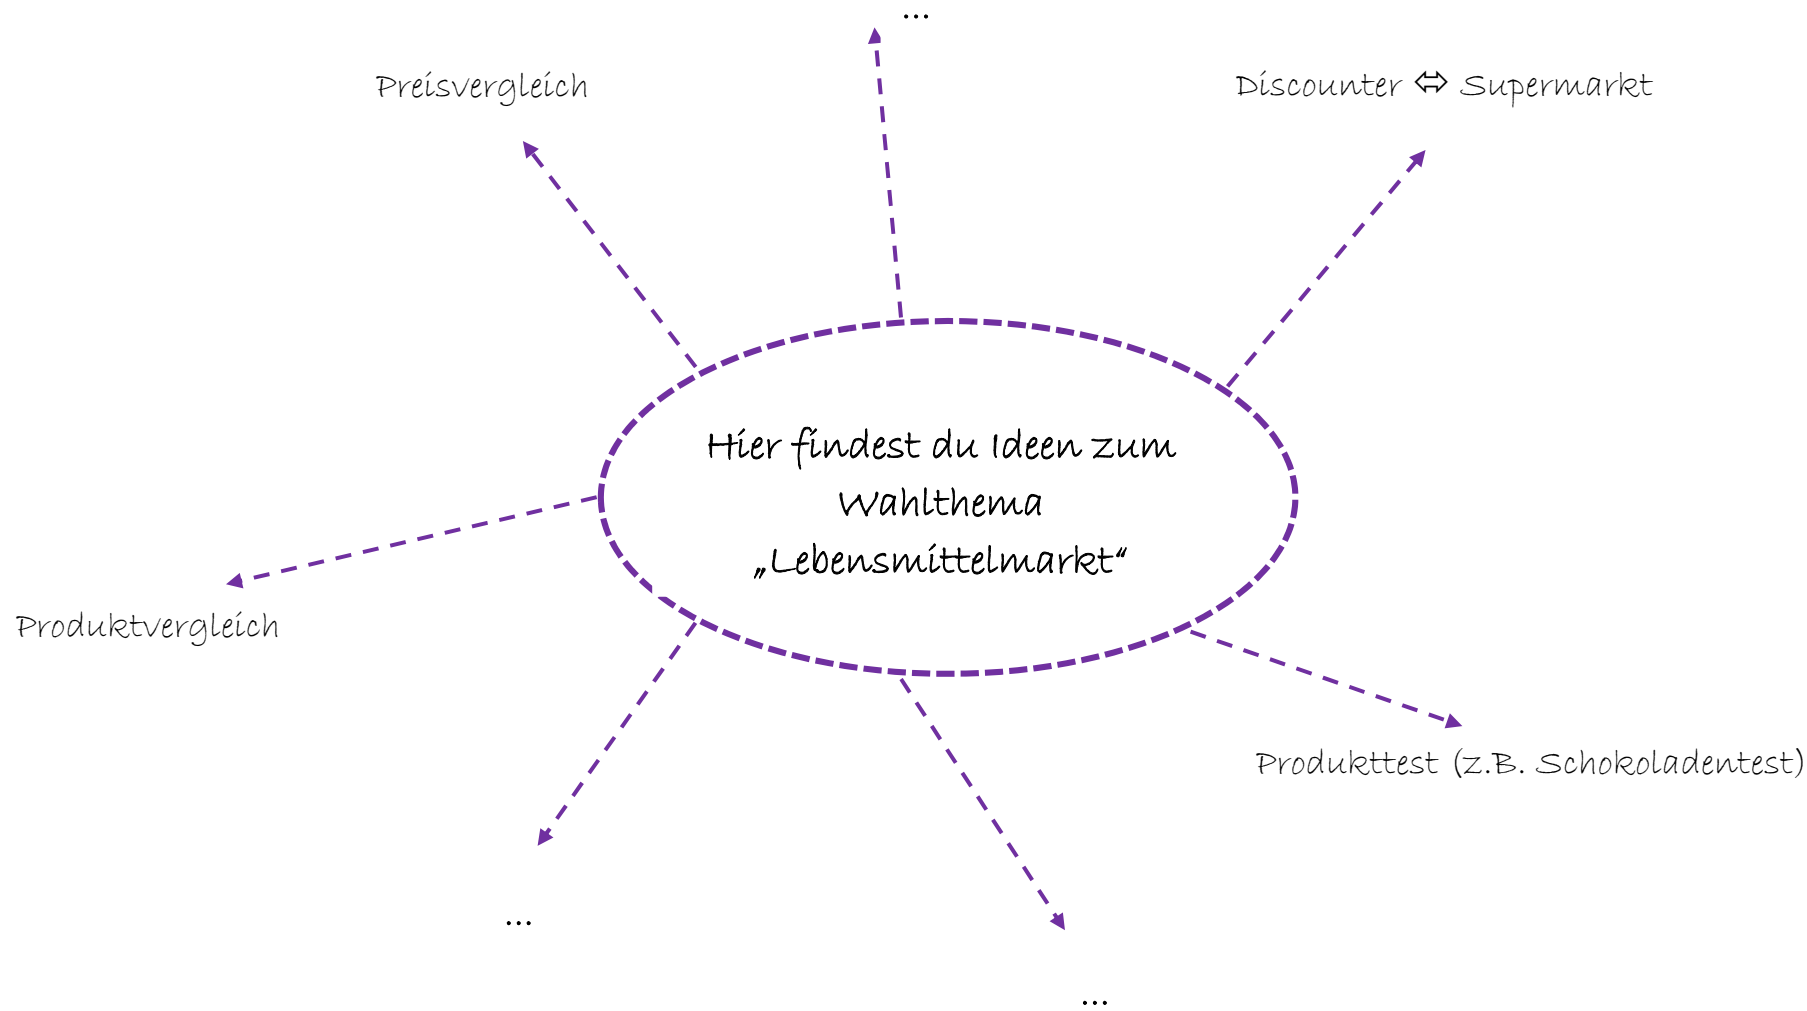 ...
Preisvergleich
Discounter ⇔ Supermarkt
Hier findest du Ideen zum
Wahlthema
„Lebensmittelmarkt“
Produktvergleich
Produkttest (z.B. Schokoladentest)
...
...